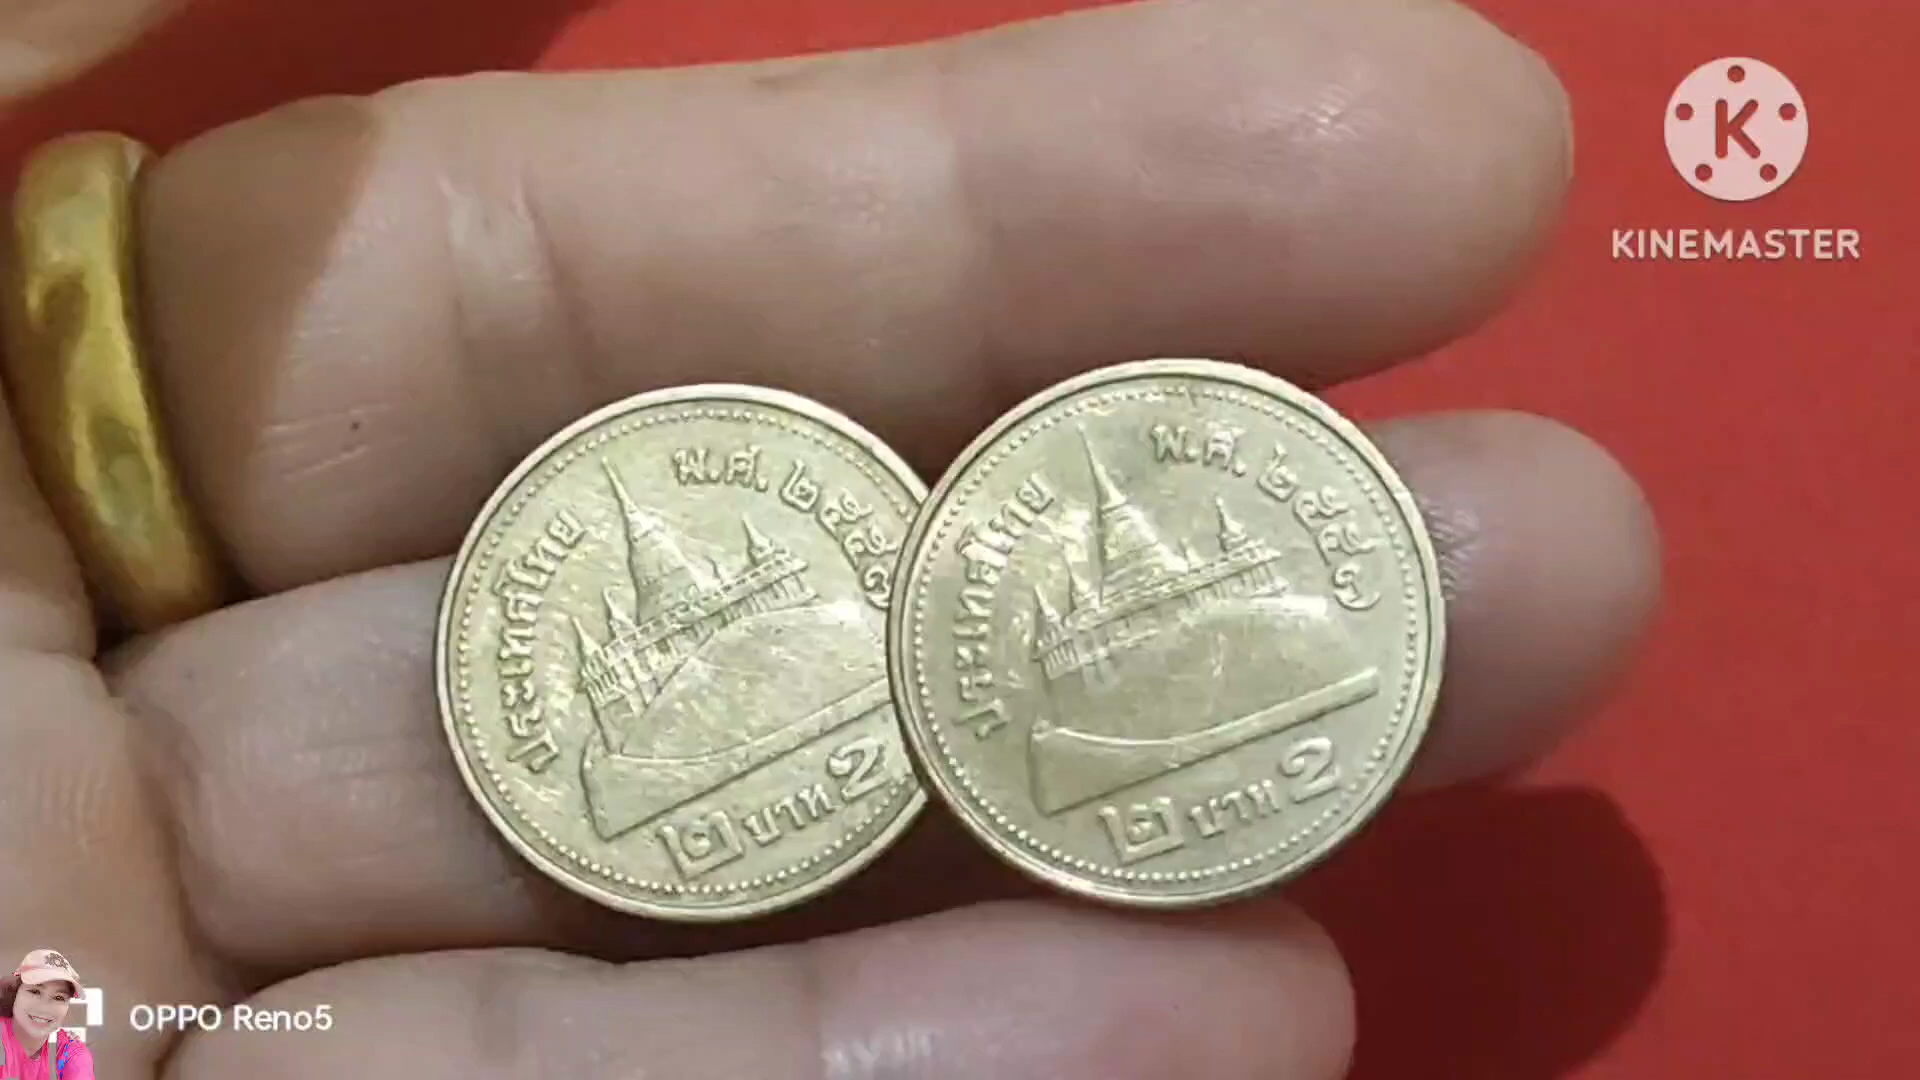 KINEMASTER
ประเทศไทย
พ.ศ. ๒๕๕๗
๒ บาท 2
ประเทศไทย
พ.ศ. ๒๕๕๗
๒ บาท 2
OPPO Reno5